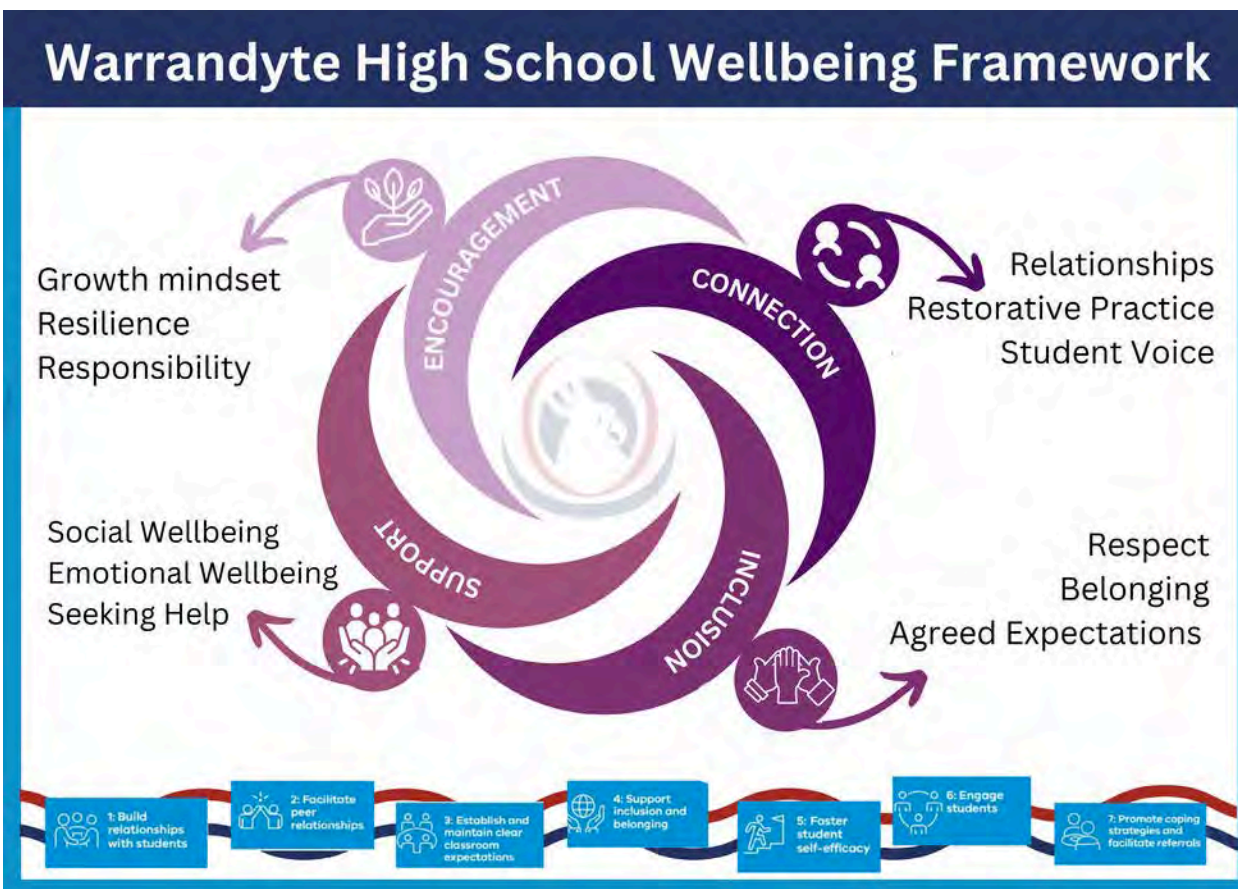 Warrandyte High School Wellbeing Framework
ENCOURAGEMENT
Growth mindset
Resilience
Responsibility
CONNECTION
Relationships
Restorative Practice
Student Voice
SUPPORT
Social Wellbeing
Emotional Wellbeing
Seeking Help
INCLUSION
Respect
Belonging
Agreed Expectations
1: Build
relationships
with students
2: Facilitate
peer
relationships
3: Establish and
maintain clear
classroom
expectations
4: Support
inclusion and
belonging
5: Foster
student
self-efficacy
6: Engage
students
7: Promote coping
strategies and
facilitate referrals